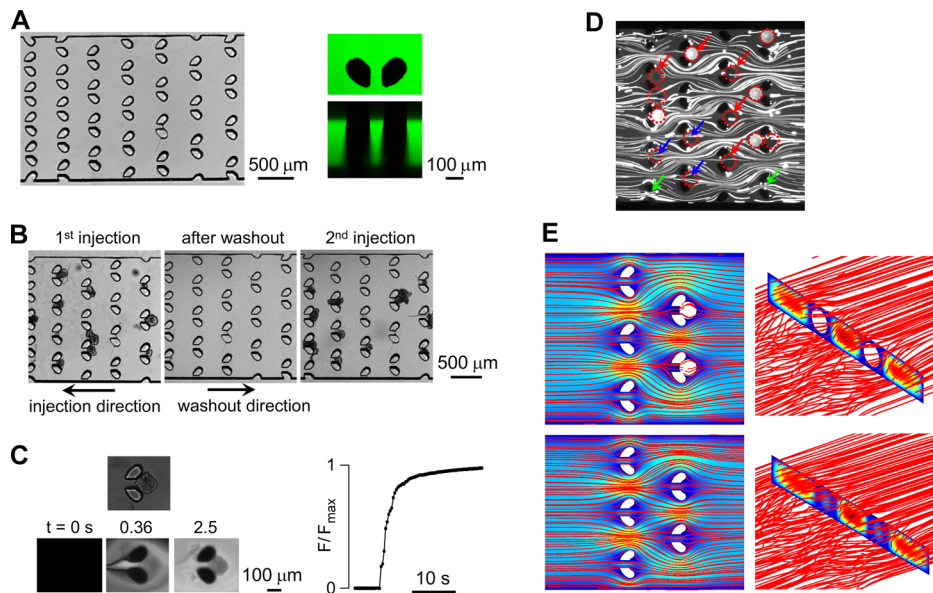 A
500 μm
100 μm
B
1st injection
after washout
2nd injection
injection direction
washout direction
500 μm
C
t = 0 s
0.36
2.5
100 μm
F/Fmax
1
0
10 s
D
E